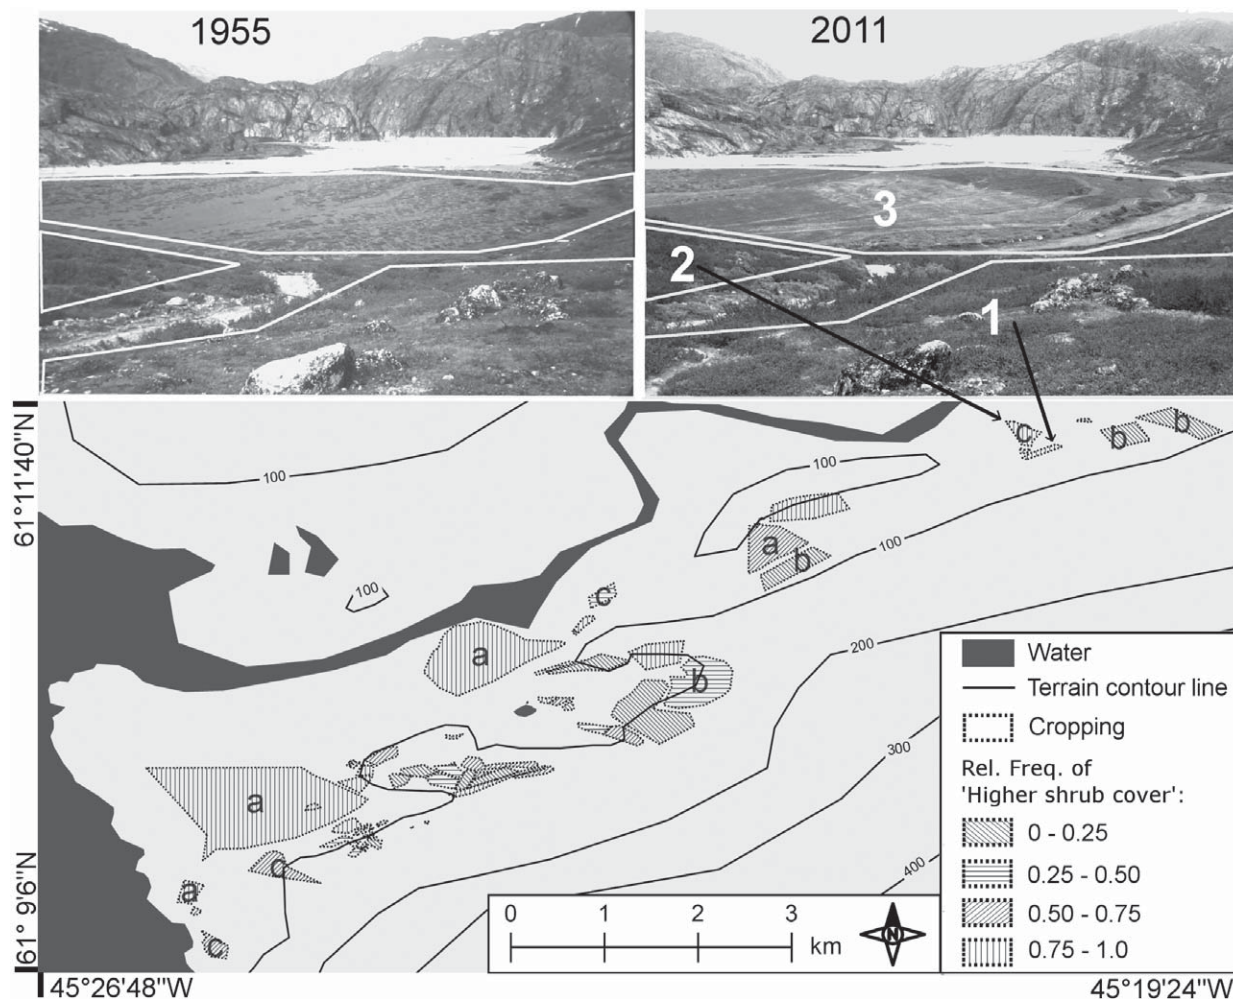 1955
2011
3
2
1
61°11'40"N
100
100
100
100
200
300
400
c
b
b
a
b
c
a
b
a
c
a
c
Water
Terrain contour line
Cropping
Rel. Freq. of
'Higher shrub cover':
0 - 0.25
0.25 - 0.50
0.50 - 0.75
0.75 - 1.0
0 1 2 3
km
N
61° 9'6"N
45°26'48"W
45°19'24"W